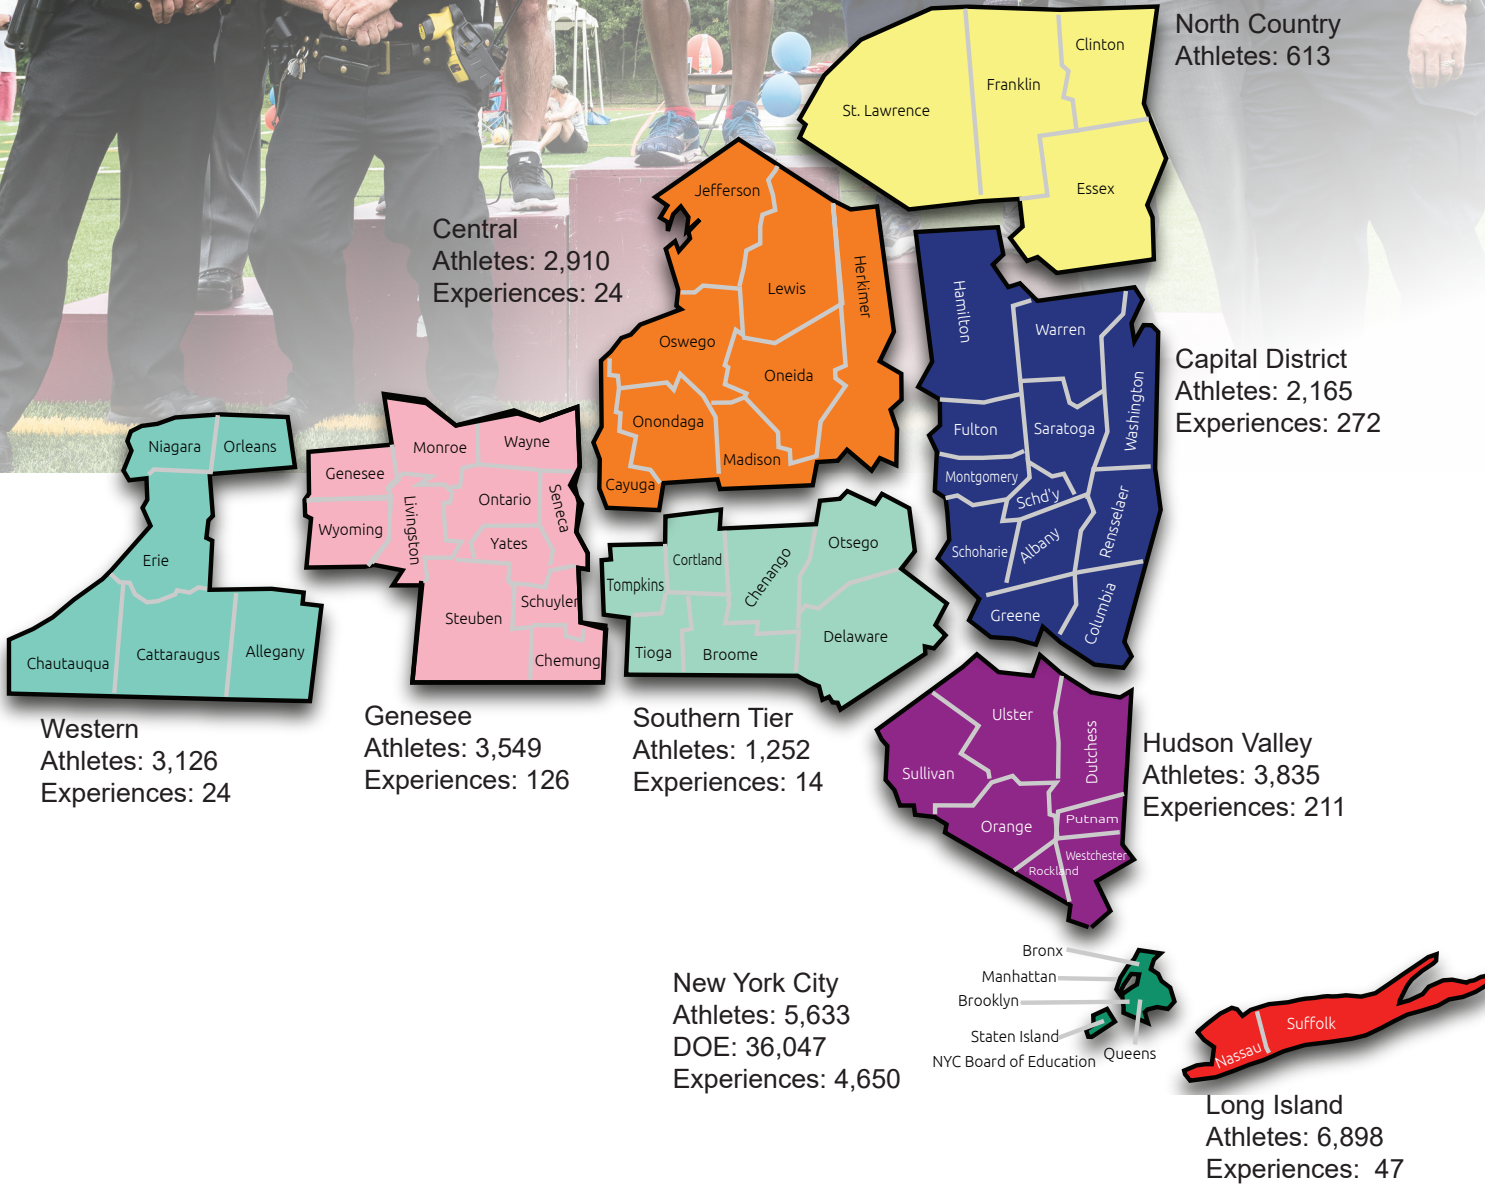 North Country
Athletes: 613
Clinton
Franklin
St. Lawrence
Essex
Central
Athletes: 2,910
Experiences: 24
Jefferson
Lewis
Herkimer
Oswego
Oneida
Onondaga
Madison
Cayuga
Hamilton
Warren
Washington
Fulton
Saratoga
Montgomery
Schd'y
Schoharie
Albany
Rensselaer
Greene
Columbia
Capital District
Athletes: 2,165
Experiences: 272
Niagara
Orleans
Erie
Chautauqua
Cattaraugus
Allegany
Western
Athletes: 3,126
Experiences: 24
Monroe
Wayne
Genesee
Ontario
Seneca
Wyoming
Livingston
Yates
Steuben
Schuyler
Chemung
Genesee
Athletes: 3,549
Experiences: 126
Otsego
Cortland
Chenango
Tompkins
Tioga
Broome
Delaware
Southern Tier
Athletes: 1,252
Experiences: 14
Ulster
Dutchess
Sullivan
Orange
Putnam
Westchester
Rockland
Hudson Valley
Athletes: 3,835
Experiences: 211
New York City
Athletes: 5,633
DOE: 36,047
Experiences: 4,650
Bronx
Manhattan
Brooklyn
Staten Island
NYC Board of Education
Queens
Suffolk
Nassau
Long Island
Athletes: 6,898
Experiences: 47